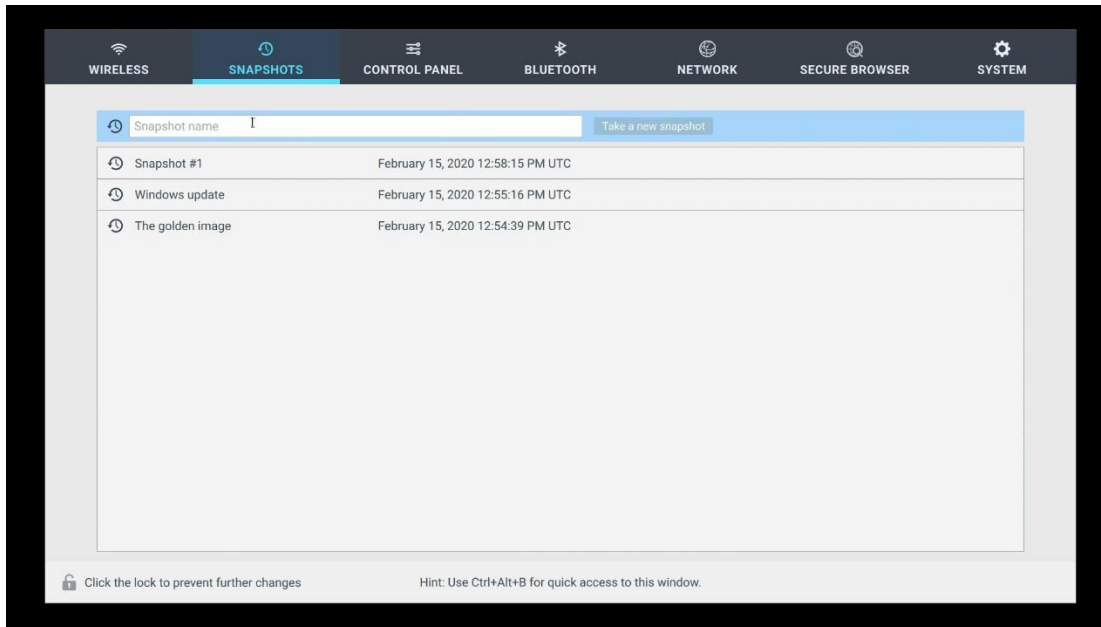 WIRELESS SNAPSHOTS CONTROL PANEL BLUETOOTH NETWORK SECURE BROWSER SYSTEM
Snapshot name Take a new snapshot
Snapshot #1 February 15, 2020 12:58:15 PM UTC
Windows update February 15, 2020 12:55:16 PM UTC
The golden image February 15, 2020 12:54:39 PM UTC
Click the lock to prevent further changes Hint: Use Ctrl+Alt+B for quick access to this window.